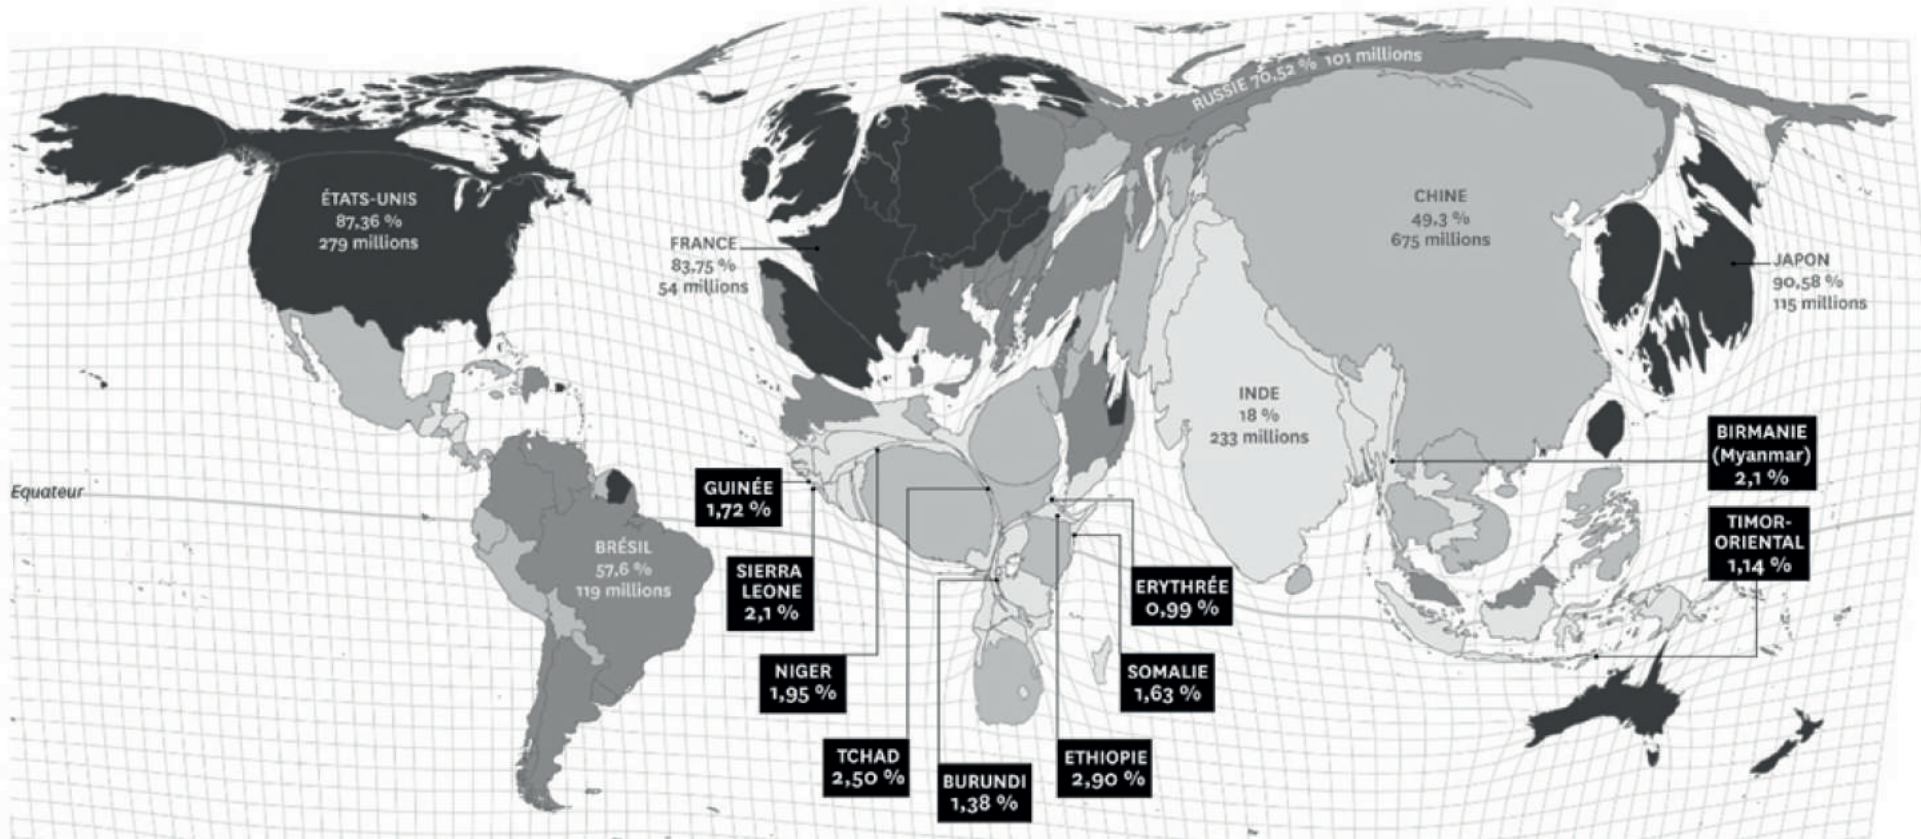 RUSSIE 70,52 % 101 millions
ÉTATS-UNIS
87,36 %
279 millions
FRANCE
83,75 %
54 millions
CHINE
49,3 %
675 millions
JAPON
90,58 %
115 millions
INDE
18 %
233 millions
BIRMANIE
(Myanmar)
2,1 %
Equateur
GUINÉE
1,72 %
TIMOR-
ORIENTAL
1,14 %
BRÉSIL
57,6 %
119 millions
SIERRA
LEONE
2,1 %
ERYTHRÉE
0,99 %
NIGER
1,95 %
SOMALIE
1,63 %
TCHAD
2,50 %
BURUNDI
1,38 %
ETHIOPIE
2,90 %